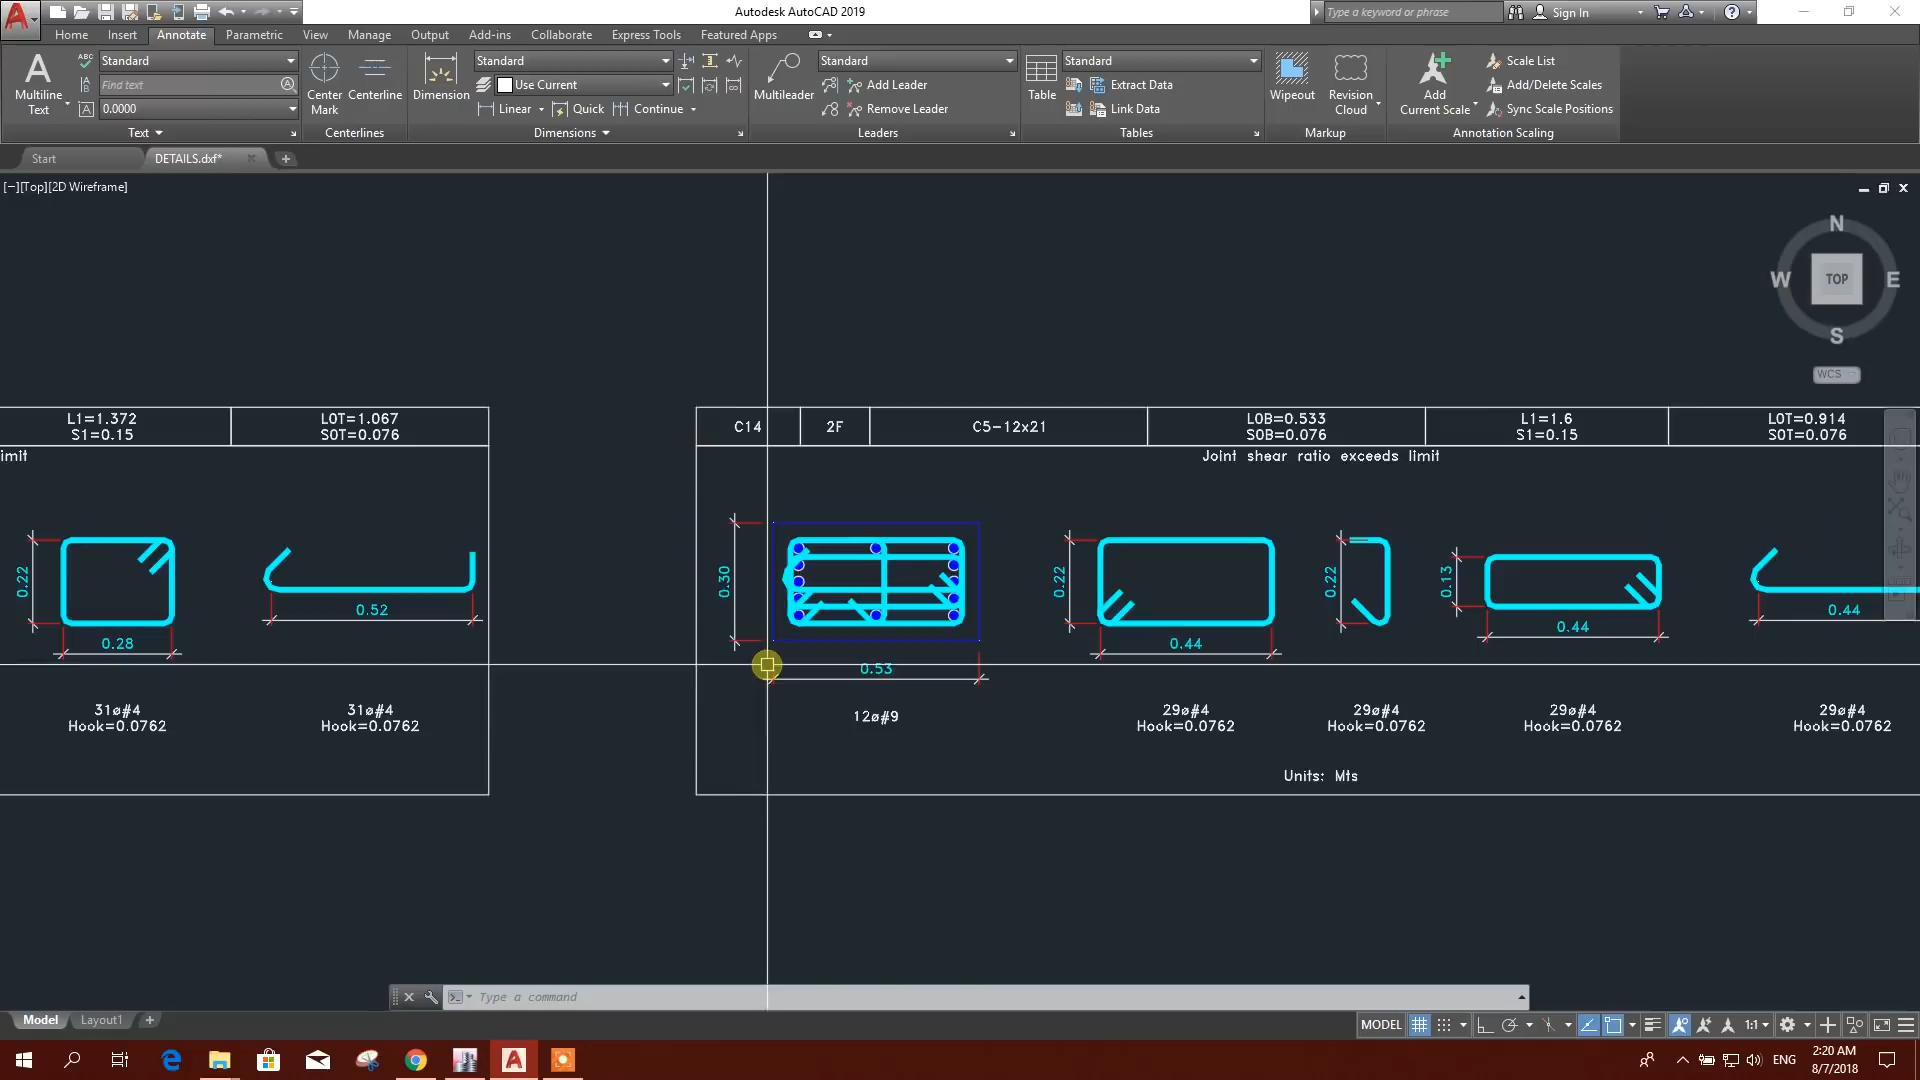 Autodesk AutoCAD 2019
Type a keyword or phrase
Sign In
Home
Insert
Annotate
Parametric
View
Manage
Output
Add-ins
Collaborate
Express Tools
Featured Apps
Multiline
Text
ABC
Standard
Find text
0.0000
Text
Center
Mark
Centerline
Centerlines
Dimension
Standard
Use Current
Linear
Quick
Continue
Dimensions
Multileader
Standard
Add Leader
Remove Leader
Leaders
Table
Standard
Extract Data
Link Data
Tables
Wipeout
Revision
Cloud
Markup
Add
Current Scale
Scale List
Add/Delete Scales
Sync Scale Positions
Annotation Scaling
Start
DETAILS.dxf*
[−][Top][2D Wireframe]
N
W
TOP
E
S
WCS
L1=1.372
S1=0.15
LOT=1.067
SOT=0.076
imit
0.22
0.28
0.52
31ø#4
Hook=0.0762
31ø#4
Hook=0.0762
C14
2F
C5-12x21
LOB=0.533
SOB=0.076
L1=1.6
S1=0.15
LOT=0.914
SOT=0.076
Joint shear ratio exceeds limit
0.30
0.53
0.22
0.44
0.22
0.13
0.44
0.44
12ø#9
29ø#4
Hook=0.0762
29ø#4
Hook=0.0762
29ø#4
Hook=0.0762
29ø#4
Hook=0.0762
Units: Mts
Type a command
Model
Layout1
MODEL
1:1
ENG
2:20 AM
8/7/2018